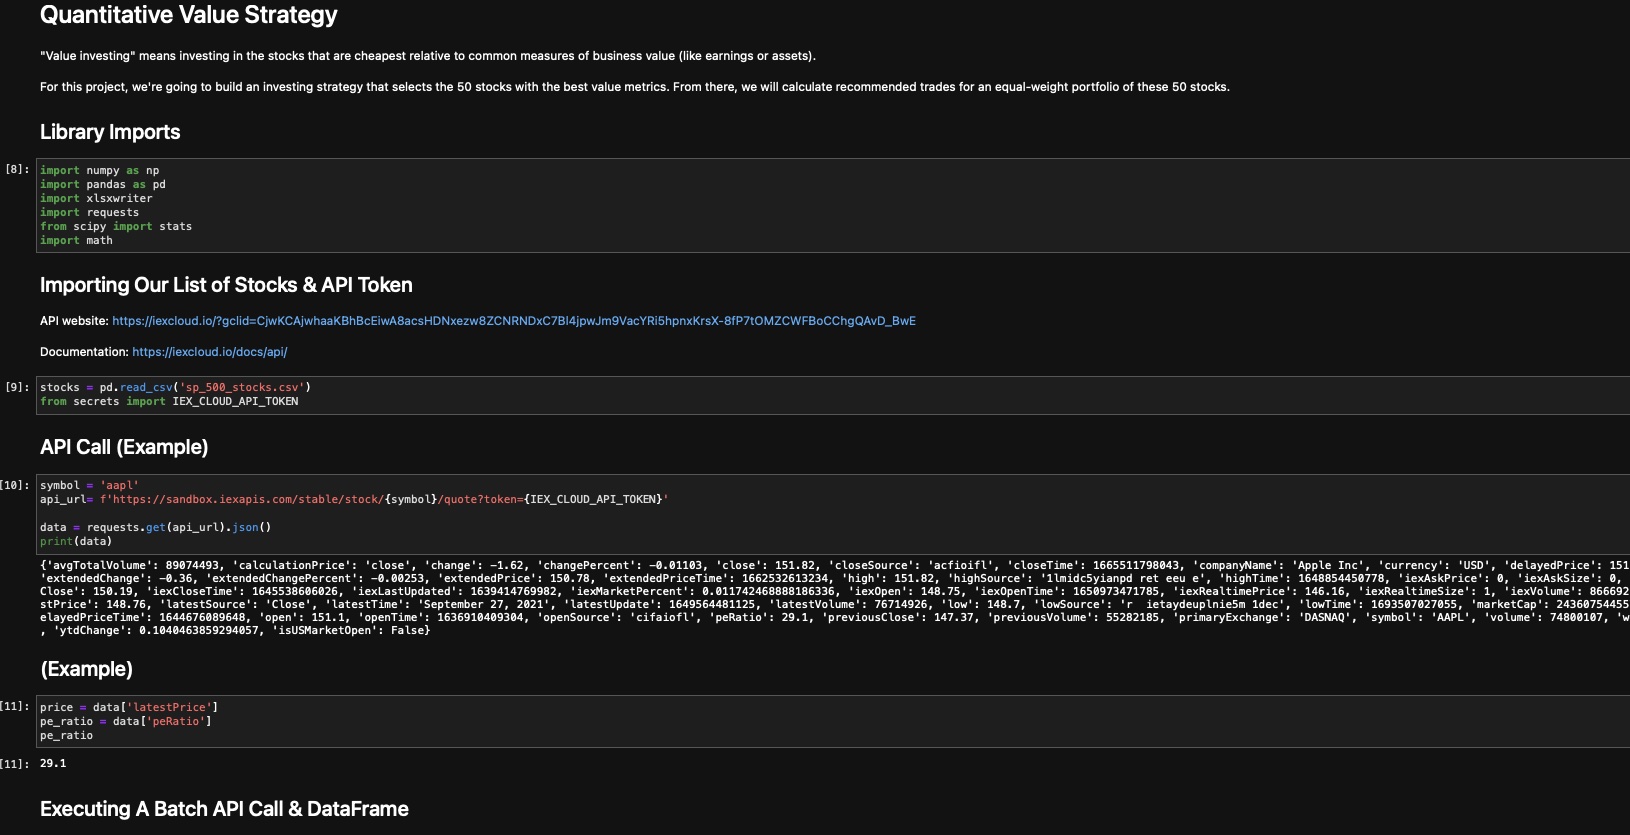 Quantitative Value Strategy
"Value investing" means investing in the stocks that are cheapest relative to common measures of business value (like earnings or assets).
For this project, we're going to build an investing strategy that selects the 50 stocks with the best value metrics. From there, we will calculate recommended trades for an equal-weight portfolio of these 50 stocks.
Library Imports
[8]: import numpy as np
import pandas as pd
import xlsxwriter
import requests
from scipy import stats
import math
Importing Our List of Stocks & API Token
API website: https://iexcloud.io/?gclid=CjwKCAjwhaaKBhBcEiwA8acsHDNxezw8ZCNRNDxC7Bl4jpwJm9VacYRi5hpnxKrsX-8fP7tOMZCWFBoCChgQAvD_BwE
Documentation: https://iexcloud.io/docs/api/
[9]: stocks = pd.read_csv('sp_500_stocks.csv')
from secrets import IEX_CLOUD_API_TOKEN
API Call (Example)
[10]: symbol = 'aapl'
api_url= f'https://sandbox.iexapis.com/stable/stock/{symbol}/quote?token={IEX_CLOUD_API_TOKEN}'
data = requests.get(api_url).json()
print(data)
{'avgTotalVolume': 89074493, 'calculationPrice': 'close', 'change': -1.62, 'changePercent': -0.01103, 'close': 151.82, 'closeSource': 'acfioifl', 'closeTime': 1665511798043, 'companyName': 'Apple Inc', 'currency': 'USD', 'delayedPrice': 151
'extendedChange': -0.36, 'extendedChangePercent': -0.00253, 'extendedPrice': 150.78, 'extendedPriceTime': 1662532613234, 'high': 151.82, 'highSource': '1lmidc5yianpd ret eeu e', 'highTime': 1648854450778, 'iexAskPrice': 0, 'iexAskSize': 0,
Close': 150.19, 'iexCloseTime': 1645538606026, 'iexLastUpdated': 1639414769982, 'iexMarketPercent': 0.011742468888186336, 'iexOpen': 148.75, 'iexOpenTime': 1650973471785, 'iexRealtimePrice': 146.16, 'iexRealtimeSize': 1, 'iexVolume': 866692
stPrice': 148.76, 'latestSource': 'Close', 'latestTime': 'September 27, 2021', 'latestUpdate': 1649564481125, 'latestVolume': 76714926, 'low': 148.7, 'lowSource': 'r  ietaydeuplnie5m 1dec', 'lowTime': 1693507027055, 'marketCap': 24360754455
elayedPriceTime': 1644676089648, 'open': 151.1, 'openTime': 1636910409304, 'openSource': 'cifaiofl', 'peRatio': 29.1, 'previousClose': 147.37, 'previousVolume': 55282185, 'primaryExchange': 'DASNAQ', 'symbol': 'AAPL', 'volume': 74800107, 'w
, 'ytdChange': 0.1040463859294057, 'isUSMarketOpen': False}
(Example)
[11]: price = data['latestPrice']
pe_ratio = data['peRatio']
pe_ratio
[11]: 29.1
Executing A Batch API Call & DataFrame